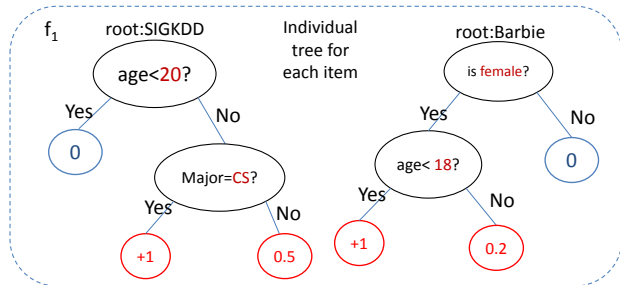 f1
root:SIGKDD
Individual
tree for
each item
root:Barbie
age<20?
Yes
No
0
Major=CS?
Yes
No
+1
0.5
is female?
Yes
No
age< 18?
0
Yes
No
+1
0.2